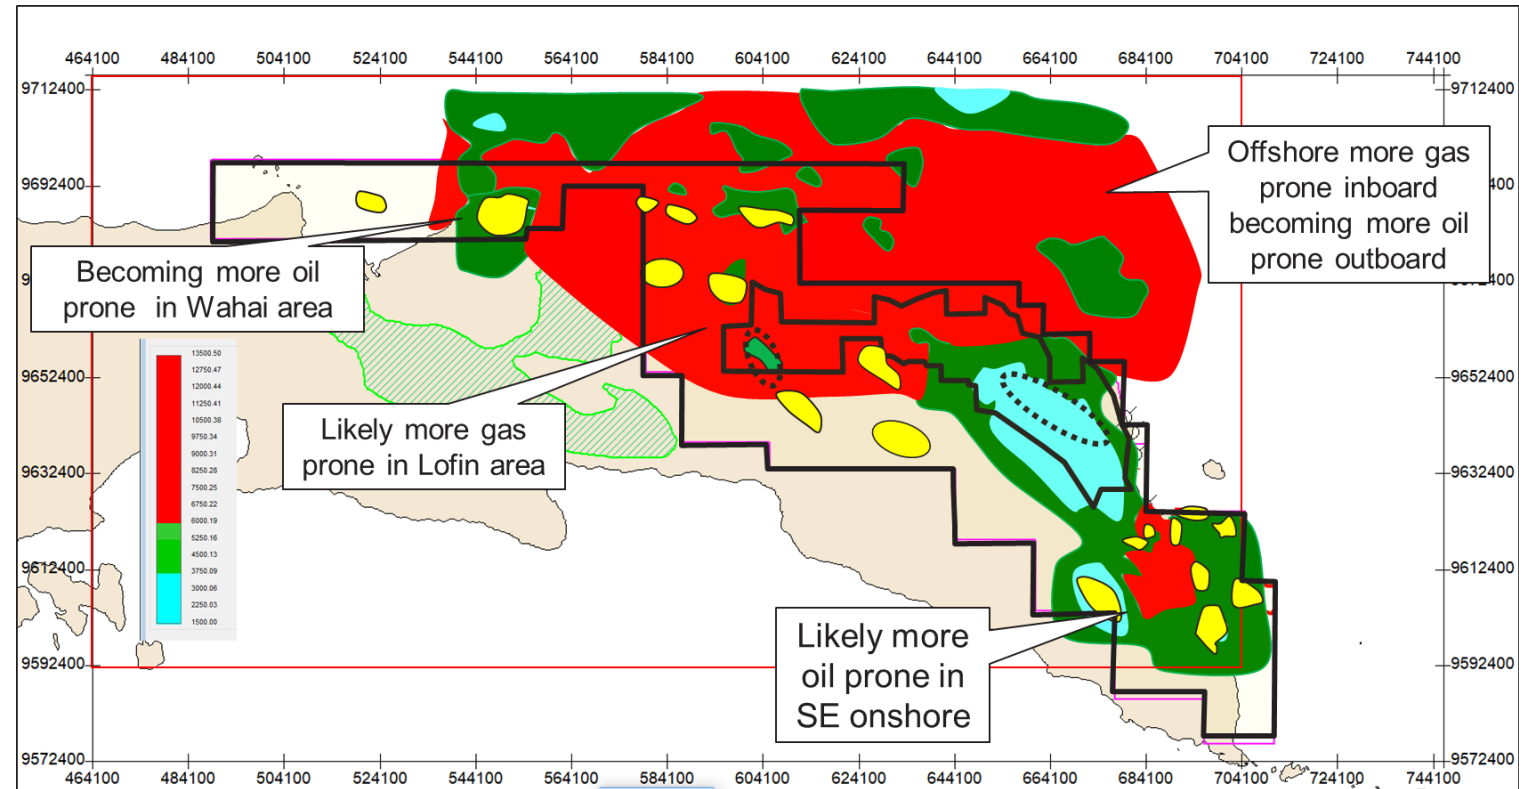 464100 484100 504100 524100 544100 564100 584100 604100 624100 644100 664100 684100 704100 724100 744100
9712400 9712400
Offshore more gas
prone inboard
becoming more oil
prone outboard
9692400 400
Becoming more oil
prone in Wahai area
9 400
13500.50
12750.47
12000.44
11250.41
10500.38
9750.34
9000.31
8250.28
7500.25
6750.22
6000.19
5250.16
4500.13
3750.09
3000.06
2250.03
1500.00
9652400 9652400
Likely more gas
prone in Lofin area
9632400 9632400
9612400 9612400
Likely more
oil prone in
SE onshore
9592400 9592400
9572400 9572400
464100 484100 504100 524100 544100 564100 584100 604100 624100 644100 664100 684100 704100 724100 744100